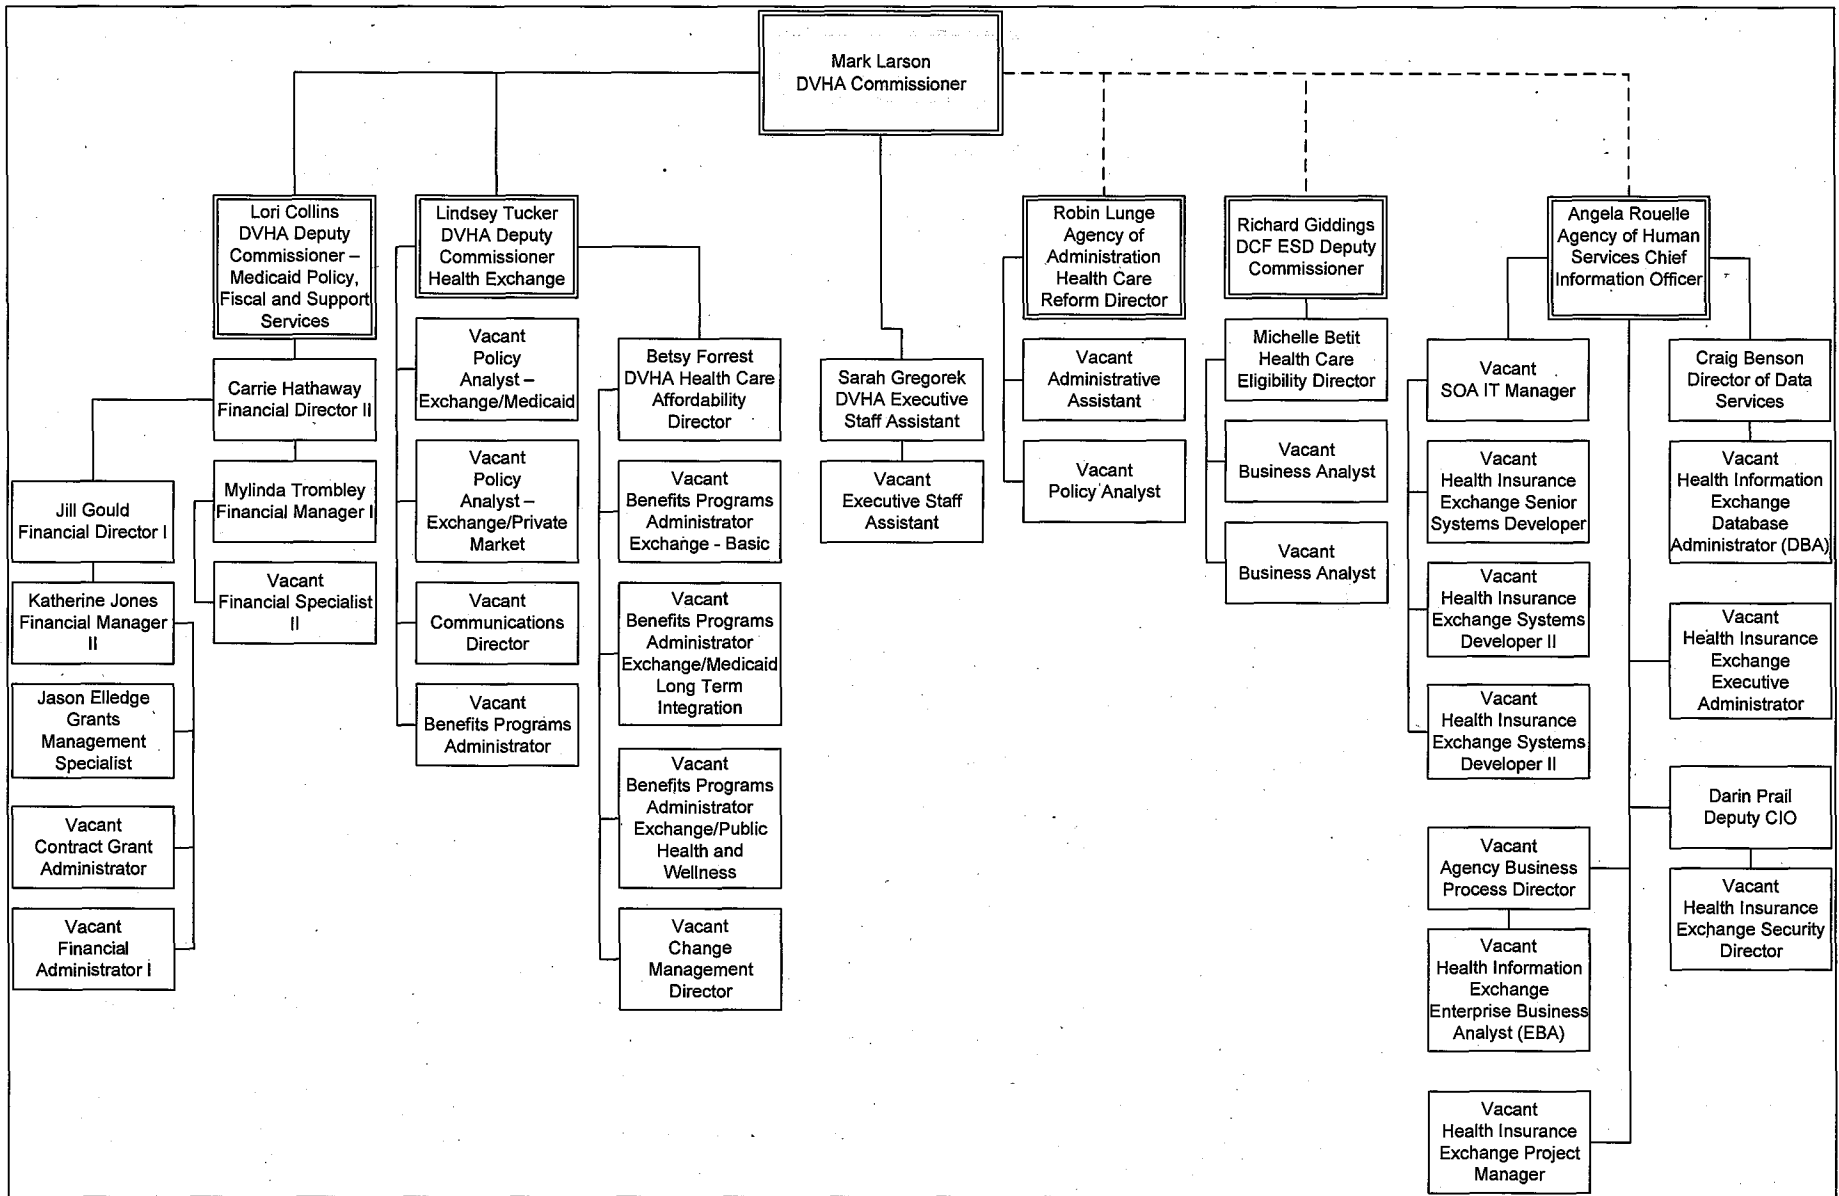 Mark Larson
DVHA Commissioner
Lori Collins
DVHA Deputy
Commissioner –
Medicaid Policy,
Fiscal and Support
Services
Lindsey Tucker
DVHA Deputy
Commissioner
Health Exchange
Robin Lunge
Agency of
Administration
Health Care
Reform Director
Richard Giddings
DCF ESD Deputy
Commissioner
Angela Rouelle
Agency of Human
Services Chief
Information Officer
Carrie Hathaway
Financial Director II
Jill Gould
Financial Director I
Mylinda Trombley
Financial Manager I
Katherine Jones
Financial Manager
II
Vacant
Financial Specialist
II
Jason Elledge
Grants
Management
Specialist
Vacant
Contract Grant
Administrator
Vacant
Financial
Administrator I
Vacant
Policy
Analyst –
Exchange/Medicaid
Vacant
Policy
Analyst –
Exchange/Private
Market
Vacant
Communications
Director
Vacant
Benefits Programs
Administrator
Betsy Forrest
DVHA Health Care
Affordability
Director
Vacant
Benefits Programs
Administrator
Exchange - Basic
Vacant
Benefits Programs
Administrator
Exchange/Medicaid
Long Term
Integration
Vacant
Benefits Programs
Administrator
Exchange/Public
Health and
Wellness
Vacant
Change
Management
Director
Sarah Gregorek
DVHA Executive
Staff Assistant
Vacant
Executive Staff
Assistant
Vacant
Administrative
Assistant
Vacant
Policy Analyst
Michelle Betit
Health Care
Eligibility Director
Vacant
Business Analyst
Vacant
Business Analyst
Vacant
SOA IT Manager
Vacant
Health Insurance
Exchange Senior
Systems Developer
Vacant
Health Insurance
Exchange Systems
Developer II
Vacant
Health Insurance
Exchange Systems
Developer II
Vacant
Agency Business
Process Director
Vacant
Health Information
Exchange
Enterprise Business
Analyst (EBA)
Vacant
Health Insurance
Exchange Project
Manager
Craig Benson
Director of Data
Services
Vacant
Health Information
Exchange
Database
Administrator (DBA)
Vacant
Health Insurance
Exchange
Executive
Administrator
Darin Prail
Deputy CIO
Vacant
Health Insurance
Exchange Security
Director